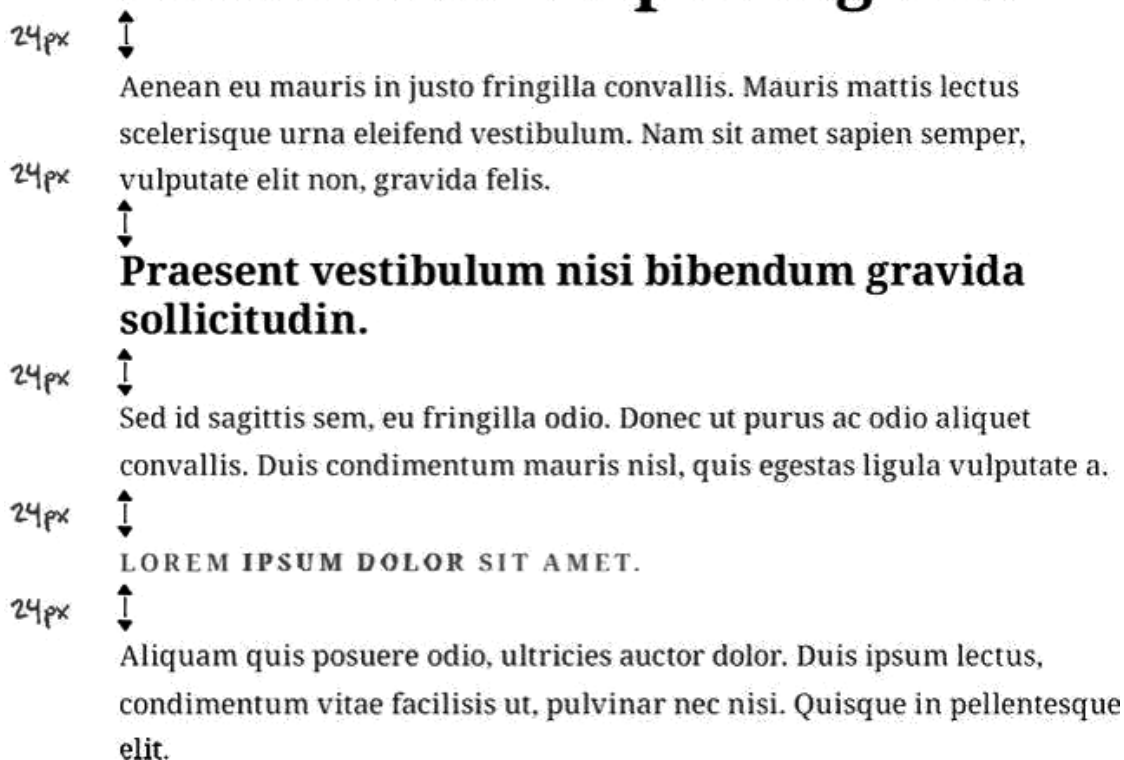 24px
Aenean eu mauris in justo fringilla convallis. Mauris mattis lectus
scelerisque urna eleifend vestibulum. Nam sit amet sapien semper,
24px
vulputate elit non, gravida felis.
Praesent vestibulum nisi bibendum gravida
sollicitudin.
24px
Sed id sagittis sem, eu fringilla odio. Donec ut purus ac odio aliquet
convallis. Duis condimentum mauris nisl, quis egestas ligula vulputate a.
24px
LOREM IPSUM DOLOR SIT AMET.
24px
Aliquam quis posuere odio, ultricies auctor dolor. Duis ipsum lectus,
condimentum vitae facilisis ut, pulvinar nec nisi. Quisque in pellentesque
elit.